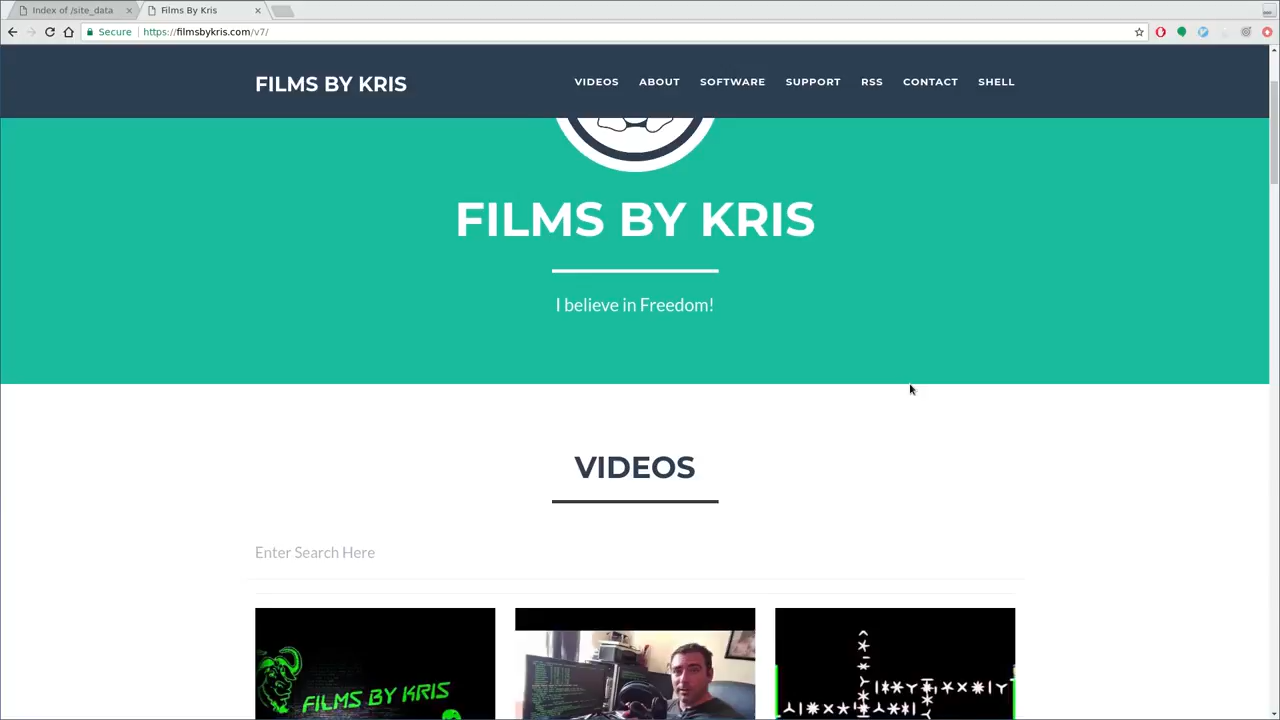 Index of /site_data
Films By Kris
Secure
https://filmsbykris.com/v7/
FILMS BY KRIS
VIDEOS ABOUT SOFTWARE SUPPORT RSS CONTACT SHELL
FILMS BY KRIS
I believe in Freedom!
VIDEOS
Enter Search Here
FILMS BY KRIS